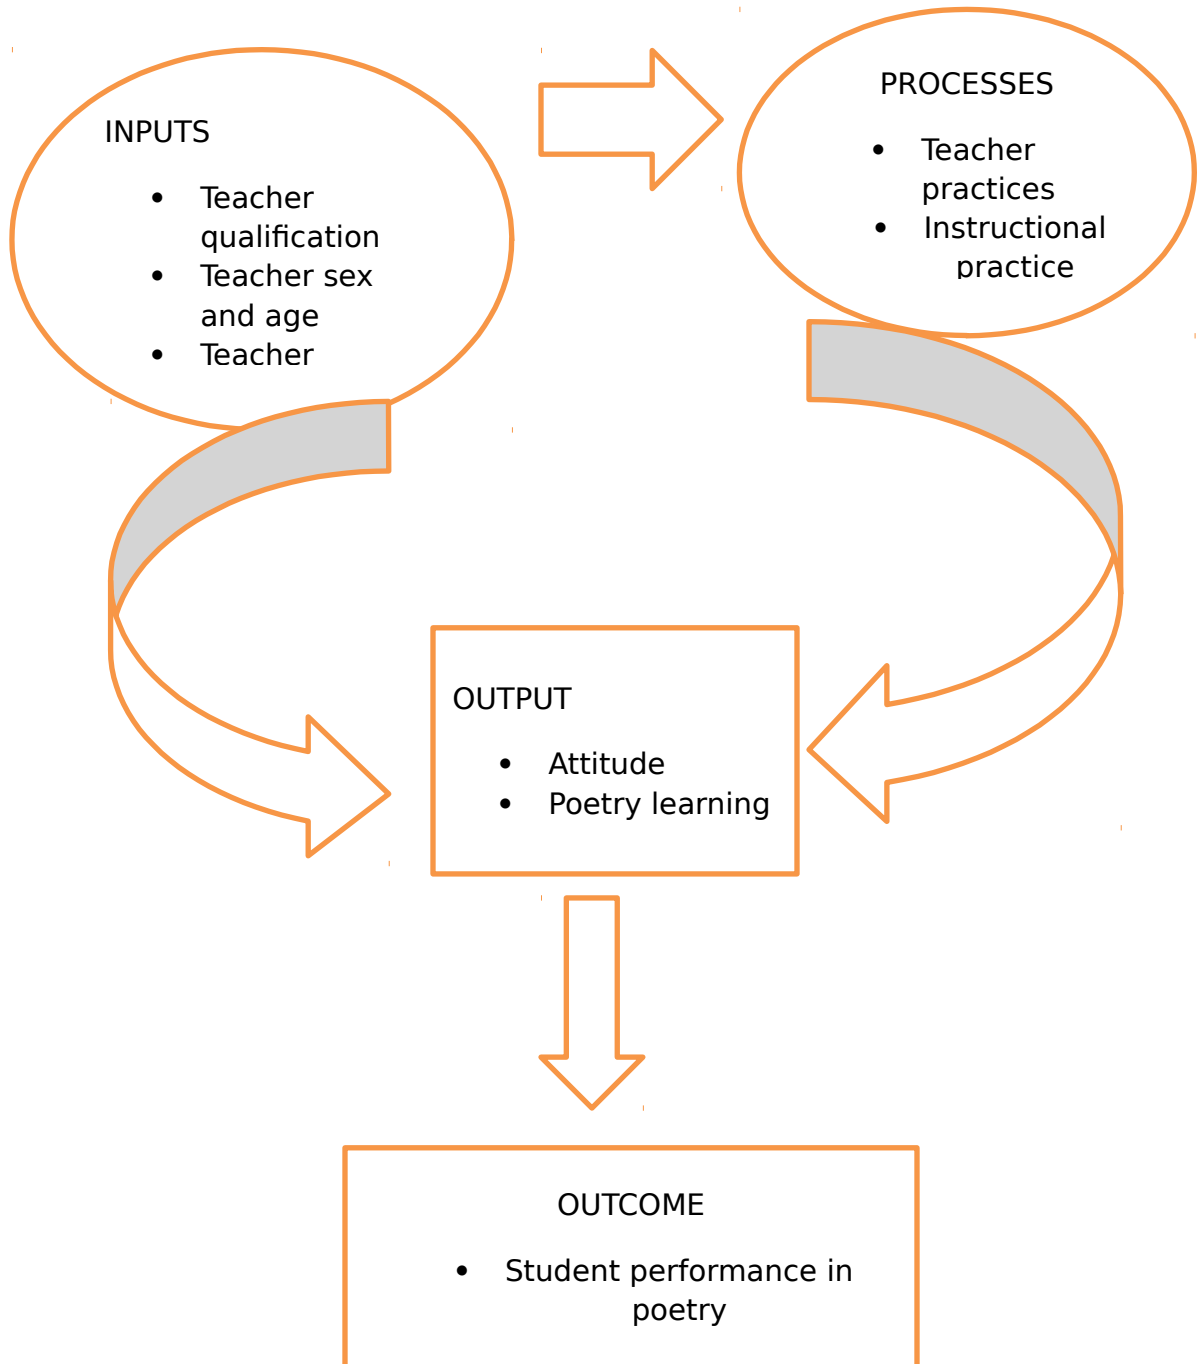 INPUTS
• Teacher
qualification
• Teacher sex
and age
• Teacher
PROCESSES
• Teacher
practices
• Instructional
practice
OUTPUT
• Attitude
• Poetry learning
OUTCOME
• Student performance in
poetry